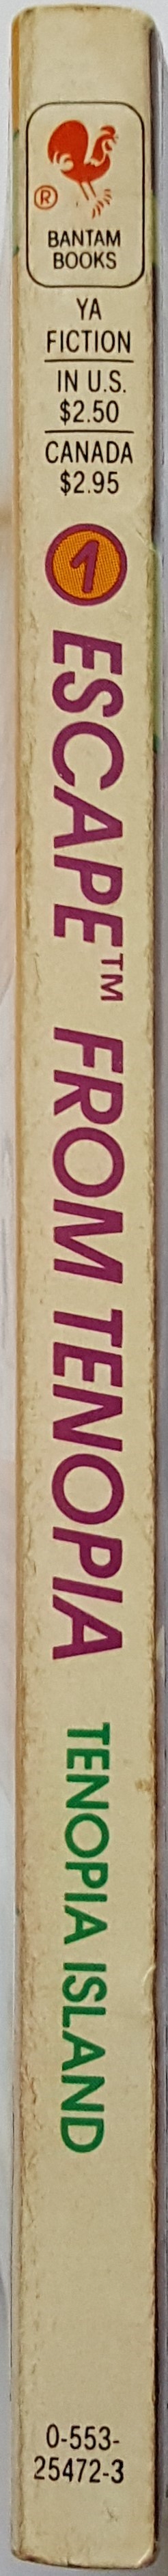 ®
BANTAM
BOOKS
YA
FICTION
IN U.S.
$2.50
CANADA
$2.95
1
ESCAPE™ FROM TENOPIA
TENOPIA ISLAND
0-553-
25472-3